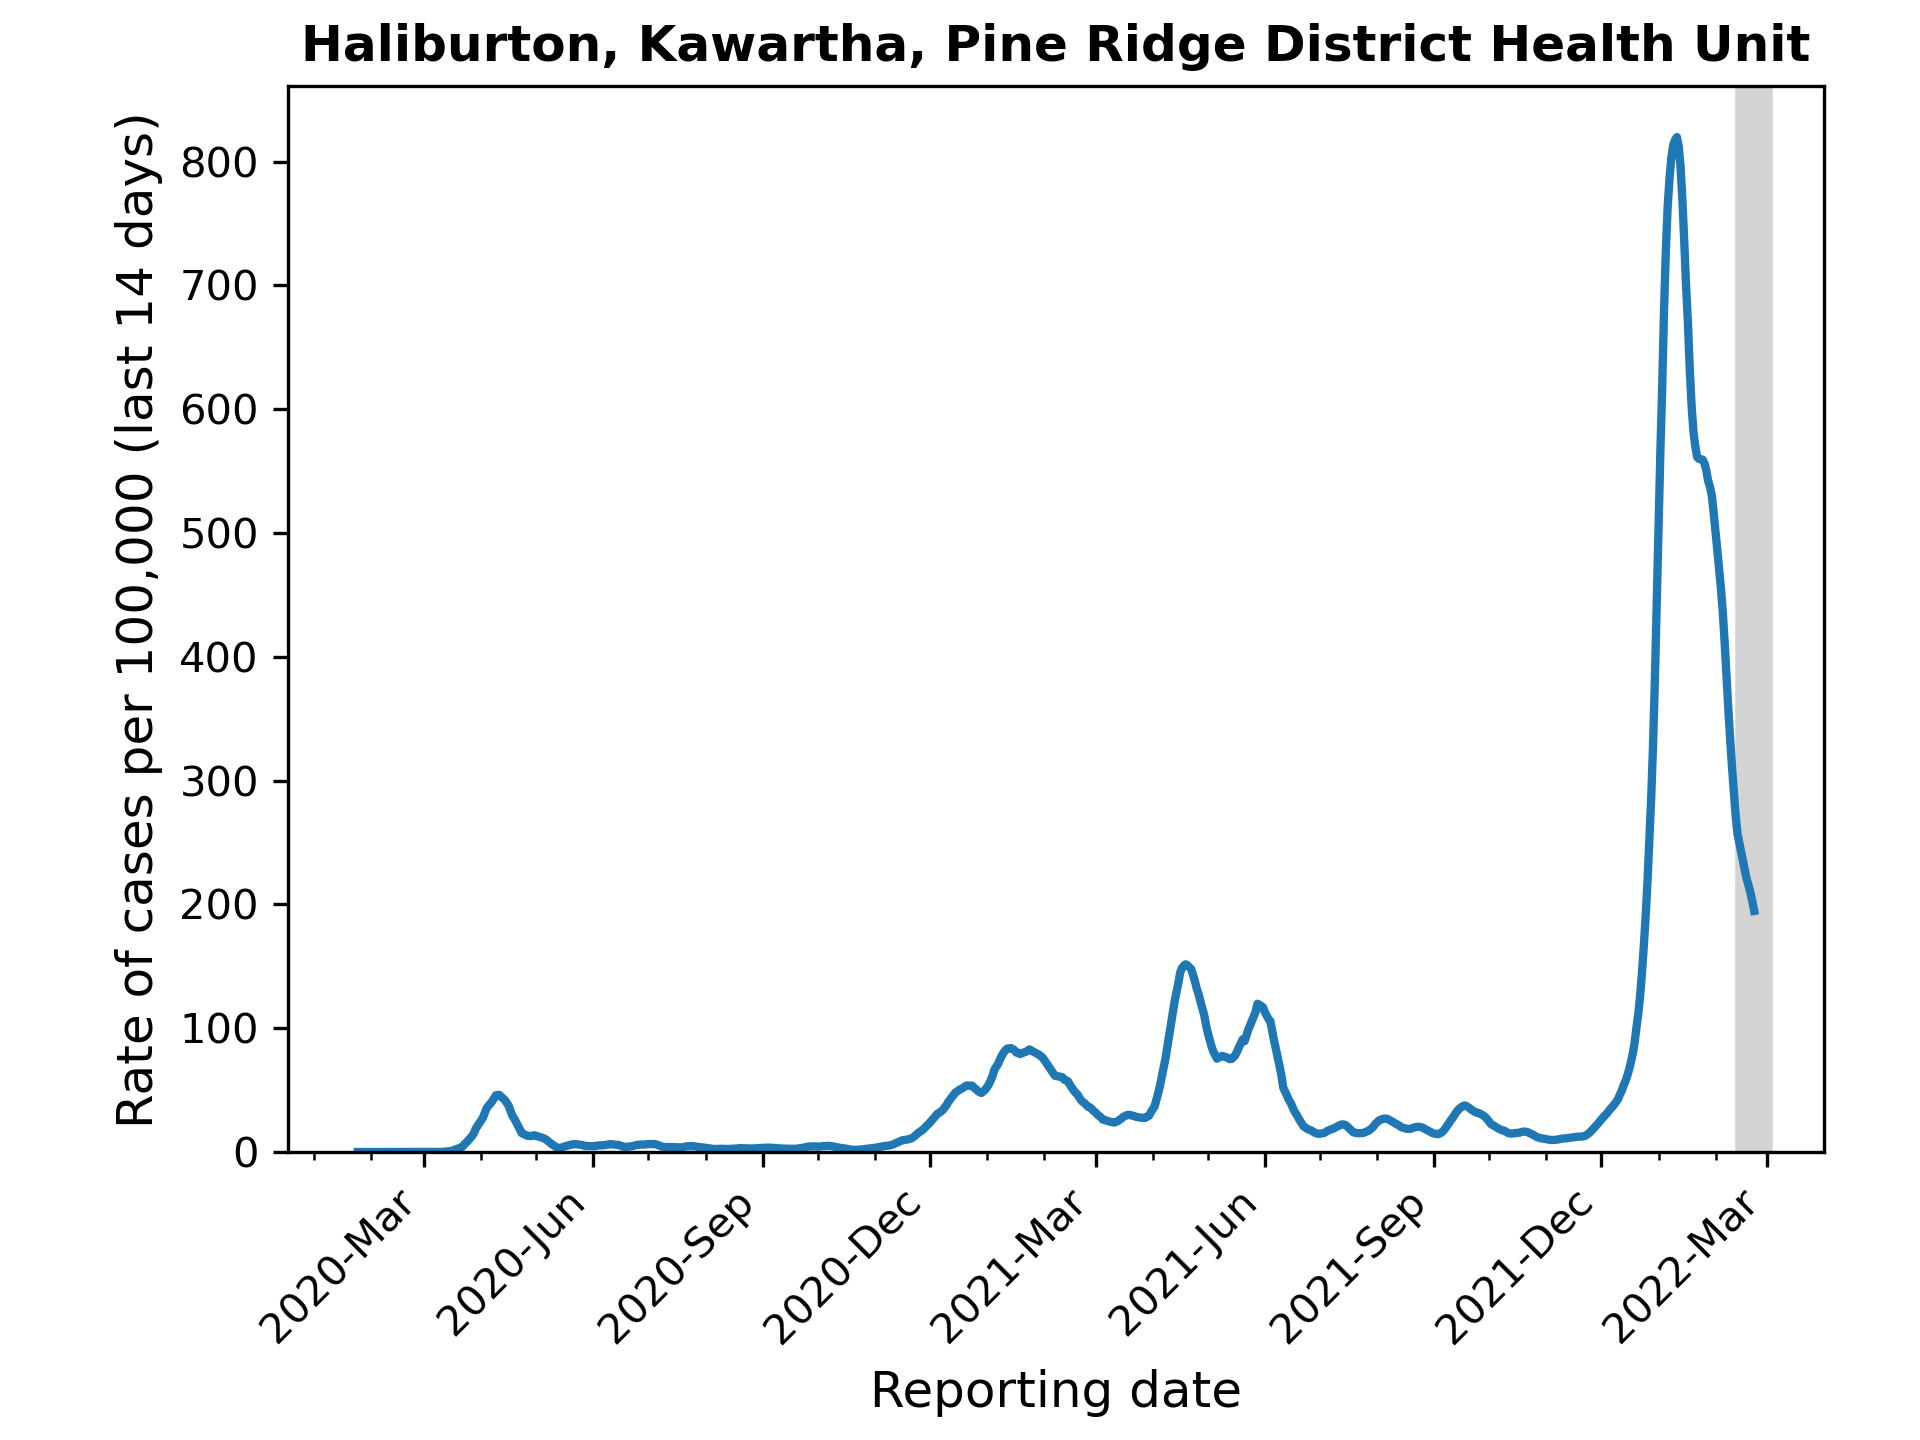 Haliburton, Kawartha, Pine Ridge District Health Unit
Rate of cases per 100,000 (last 14 days)
800
700
600
500
400
300
200
100
0
2020-Mar
2020-Jun
2020-Sep
2020-Dec
2021-Mar
2021-Jun
2021-Sep
2021-Dec
2022-Mar
Reporting date